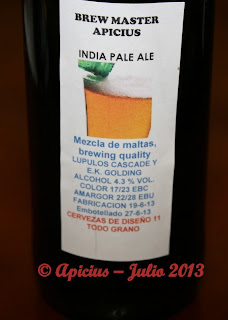 BREW MASTER
APICIUS
INDIA PALE ALE
Mezcla de maltas,
brewing quality
LUPULOS CASCADE Y
E.K. GOLDING
ALCOHOL 4.3 % VOL.
COLOR 17/23 EBC
AMARGOR 22/28 EBU
FABRICACION 19-6-13
Embotellado 27-6-13
CERVEZAS DE DISEÑO 11
TODO GRANO
© Apicius – Julio 2013